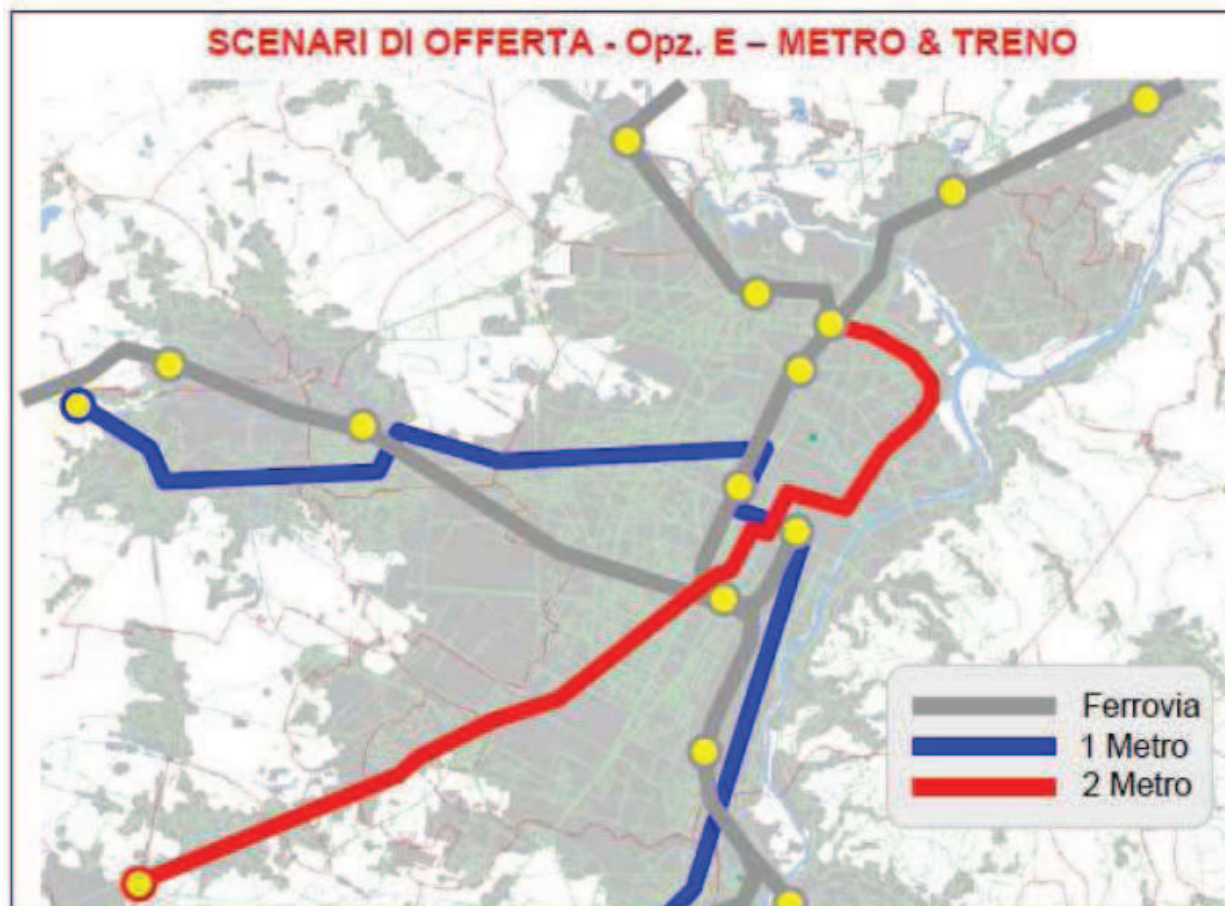 SCENARI DI OFFERTA - Opz. E – METRO & TRENO
Ferrovia
1 Metro
2 Metro